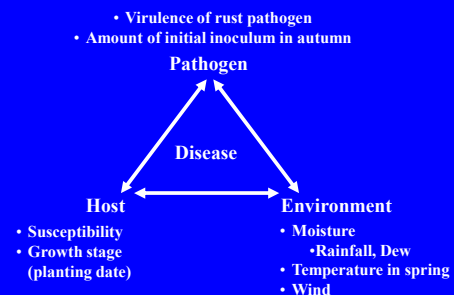 • Virulence of rust pathogen
• Amount of initial inoculum in autumn
Pathogen
Disease
Host
• Susceptibility
• Growth stage
(planting date)
Environment
• Moisture
•Rainfall, Dew
• Temperature in spring
• Wind